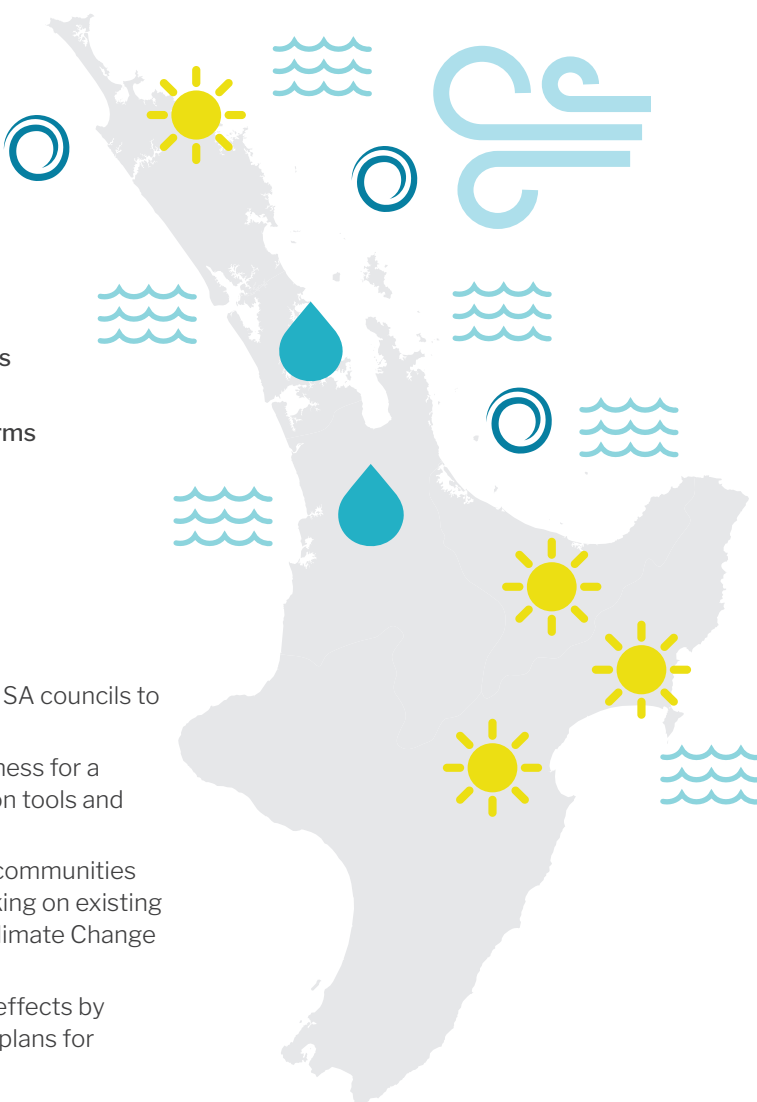 s
rms
SA councils to
ness for a
on tools and
communities
king on existing
limate Change
effects by
plans for